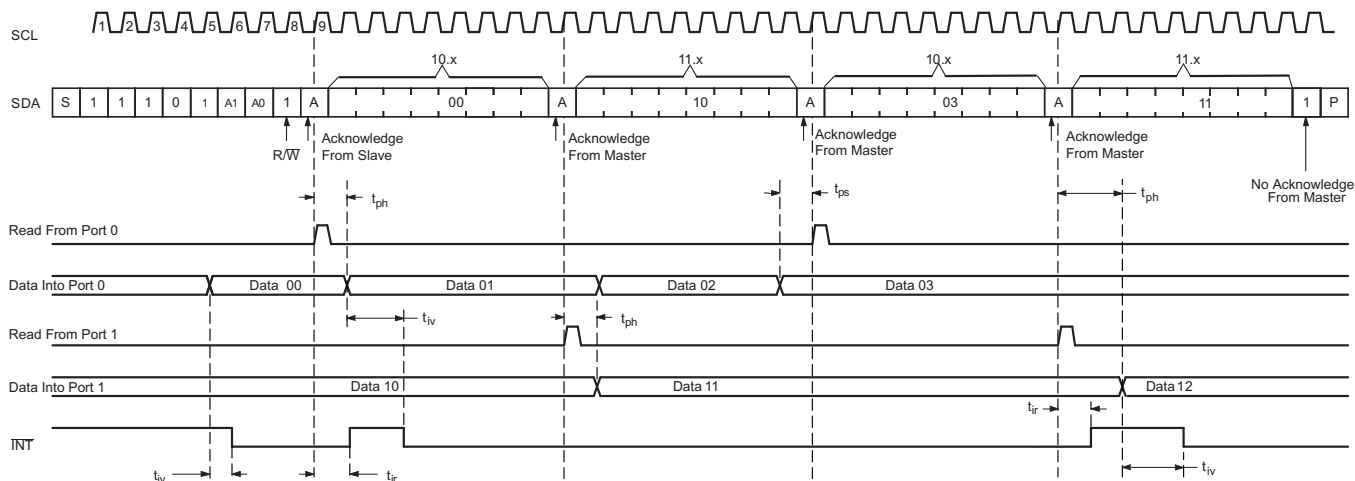 SCL
1 2 3 4 5 6 7 8 9
10.x 11.x 10.x 11.x
SDA S 1 1 1 0 1 A1 A0 1 A 00 A 10 A 03 A 11 1 P
R/W
Acknowledge
From Slave
Acknowledge
From Master
Acknowledge
From Master
Acknowledge
From Master
No Acknowledge
From Master
tph
tps
tph
Read From Port 0
Data Into Port 0 Data 00 Data 01 Data 02 Data 03
tiv
tph
Read From Port 1
Data Into Port 1 Data 10 Data 11 Data 12
tir
INT
tiv
tir
tiv